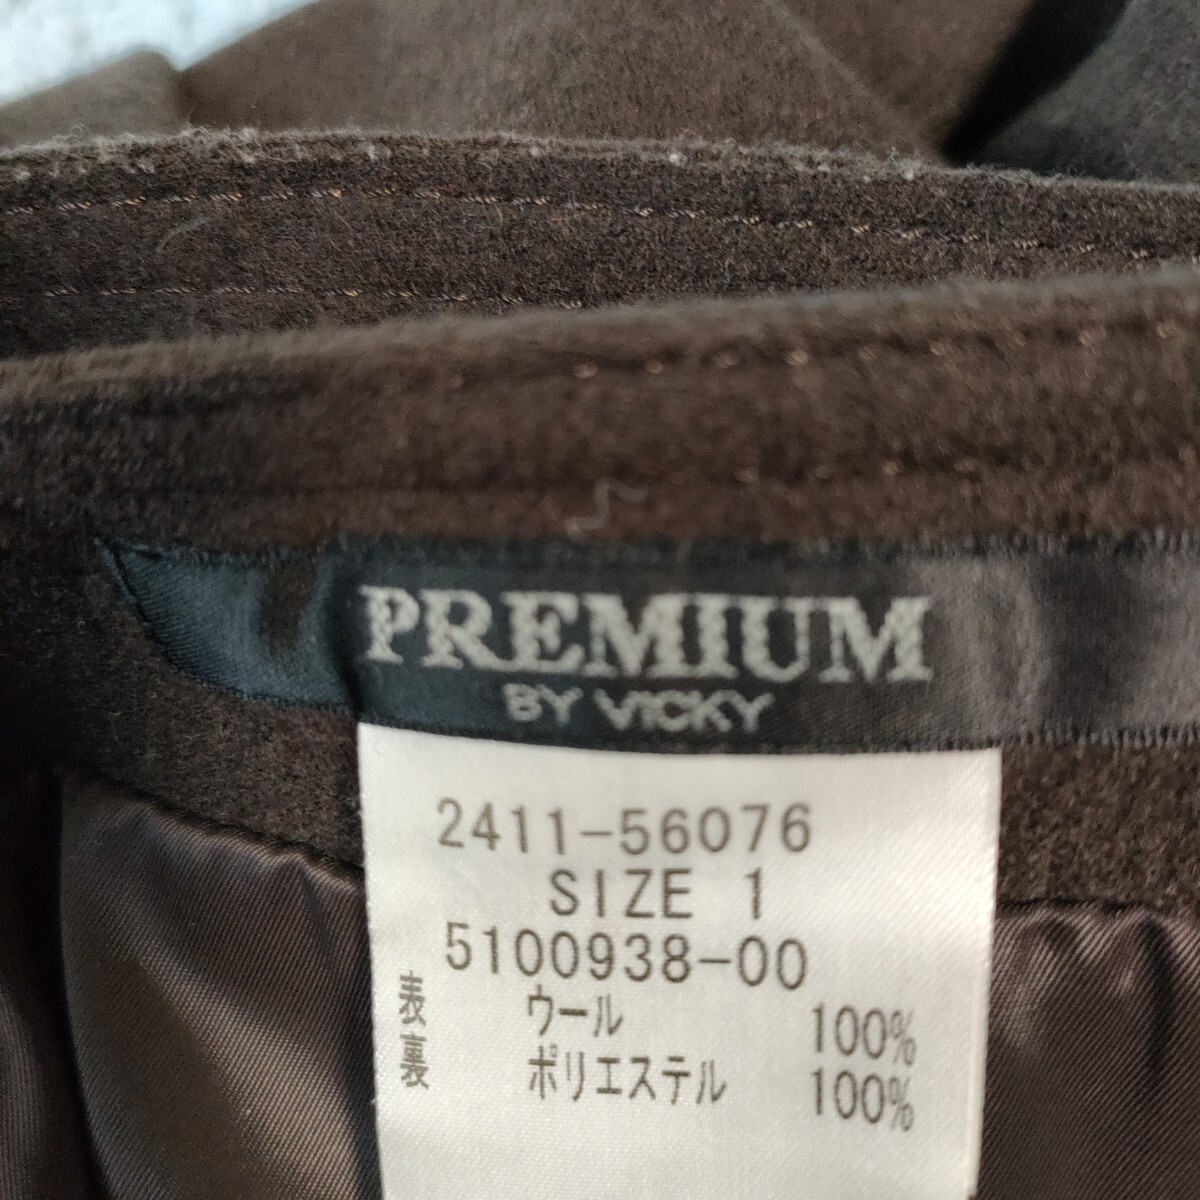 PREMIUM
BY VICKY
2411-56076
SIZE 1
5100938-00
表 ウール 100%
裏 ポリエステル 100%